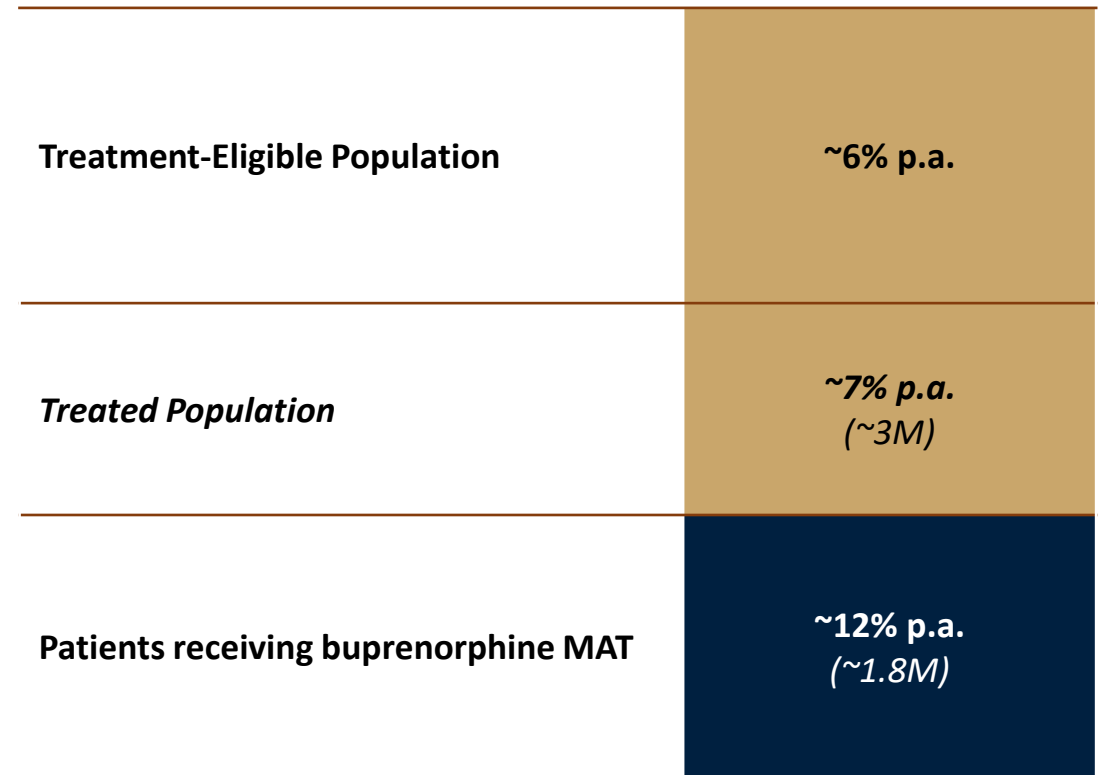 Treatment-Eligible Population
~6% p.a.
Treated Population
~7% p.a.
(~3M)
Patients receiving buprenorphine MAT
~12% p.a.
(~1.8M)